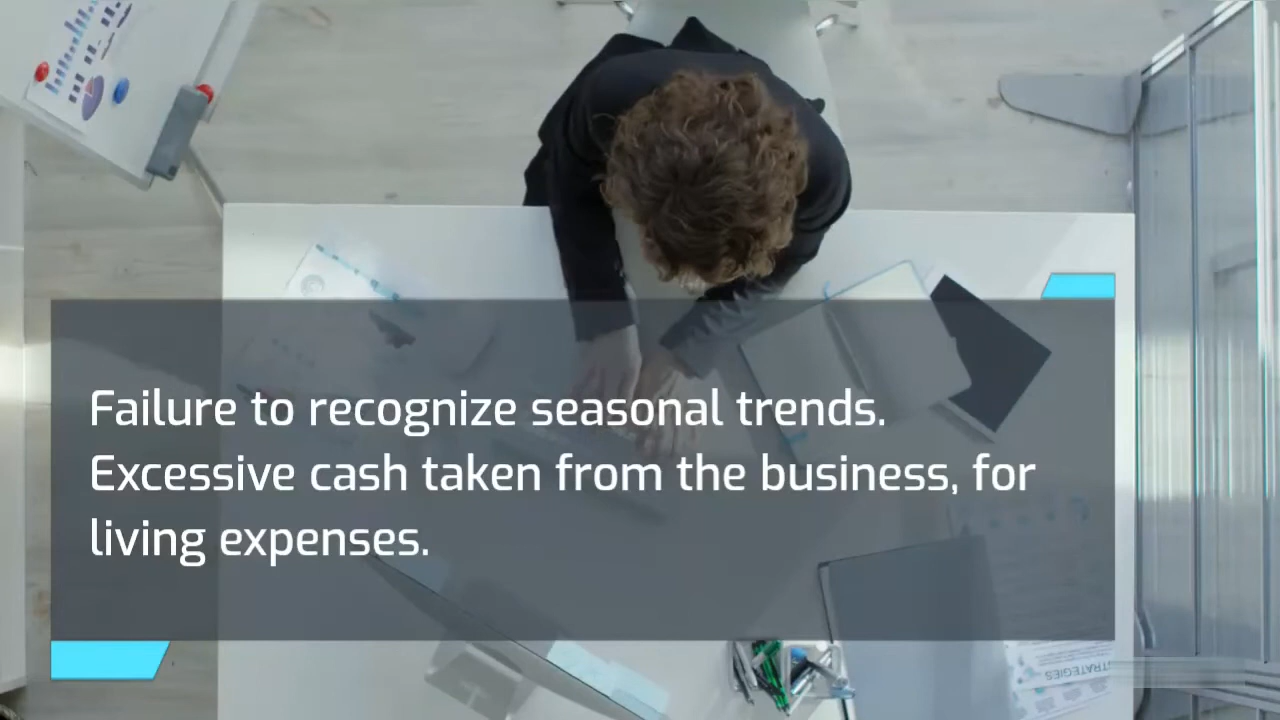 Failure to recognize seasonal trends.
Excessive cash taken from the business, for
living expenses.